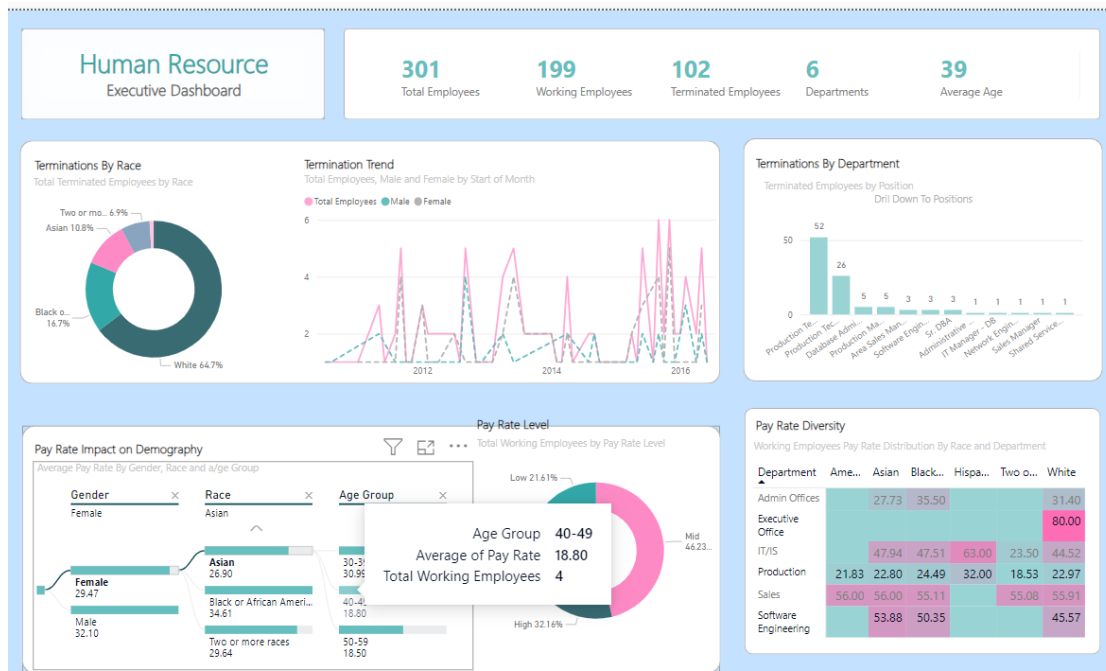 Human Resource
Executive Dashboard
301
Total Employees
199
Working Employees
102
Terminated Employees
6
Departments
39
Average Age
Terminations By Race
Total Terminated Employees by Race
Two or mo... 6.9%
Asian 10.8%
Black o...
16.7%
White 64.7%
Termination Trend
Total Employees, Male and Female by Start of Month
Total Employees Male Female
6
4
2
2012 2014 2016
Terminations By Department
Terminated Employees by Position
Dril Down To Positions
50
0
52 26 5 5 3 3 3 1 1 1 1 1
Production Te...
Production Tec...
Database Admi...
Production Ma...
Area Sales Man...
Software Engin...
Sr. DBA
Administrative ...
IT Manager - DB
Network Engin...
Sales Manager
Shared Service...
Pay Rate Impact on Demography
Average Pay Rate By Gender, Race and a/ge Group
Gender
Female
Race
Asian
Age Group
Female
29.47
Male
32.10
Asian
26.90
Black or African Ameri...
34.61
Two or more races
29.64
30-39
30.99
40-49
18.80
50-59
18.50
Age Group 40-49
Average of Pay Rate 18.80
Total Working Employees 4
Pay Rate Level
Total Working Employees by Pay Rate Level
Low 21.61%
Mid
46.23...
High 32.16%
Pay Rate Diversity
Working Employees Pay Rate Distribution By Race and Department
Department Ame... Asian Black... Hispa... Two o... White
Admin Offices 27.73 35.50 31.40
Executive
Office 80.00
IT/IS 47.94 47.51 63.00 23.50 44.52
Production 21.83 22.80 24.49 32.00 18.53 22.97
Sales 56.00 56.00 55.11 55.08 55.91
Software
Engineering 53.88 50.35 45.57